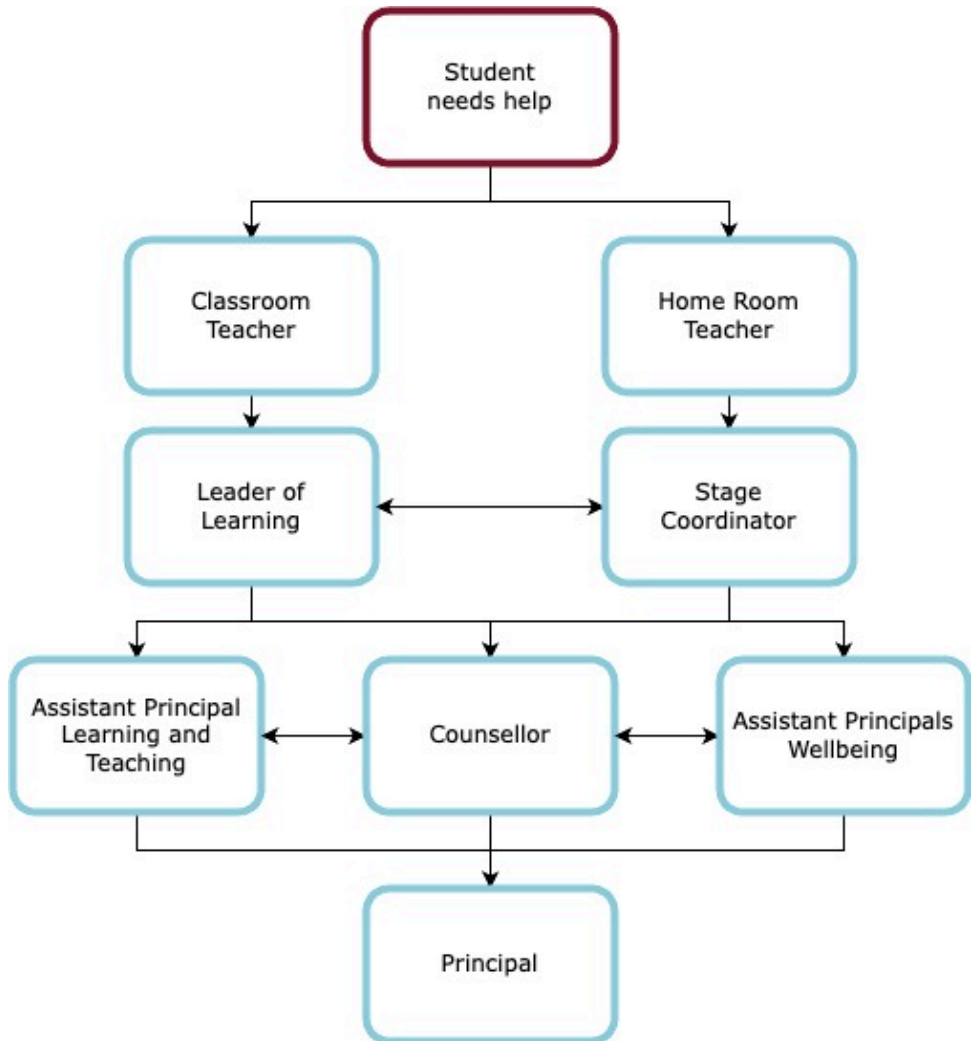 Student
needs help
Classroom
Teacher
Home Room
Teacher
Leader of
Learning
Stage
Coordinator
Assistant Principal
Learning and
Teaching
Counsellor
Assistant Principals
Wellbeing
Principal